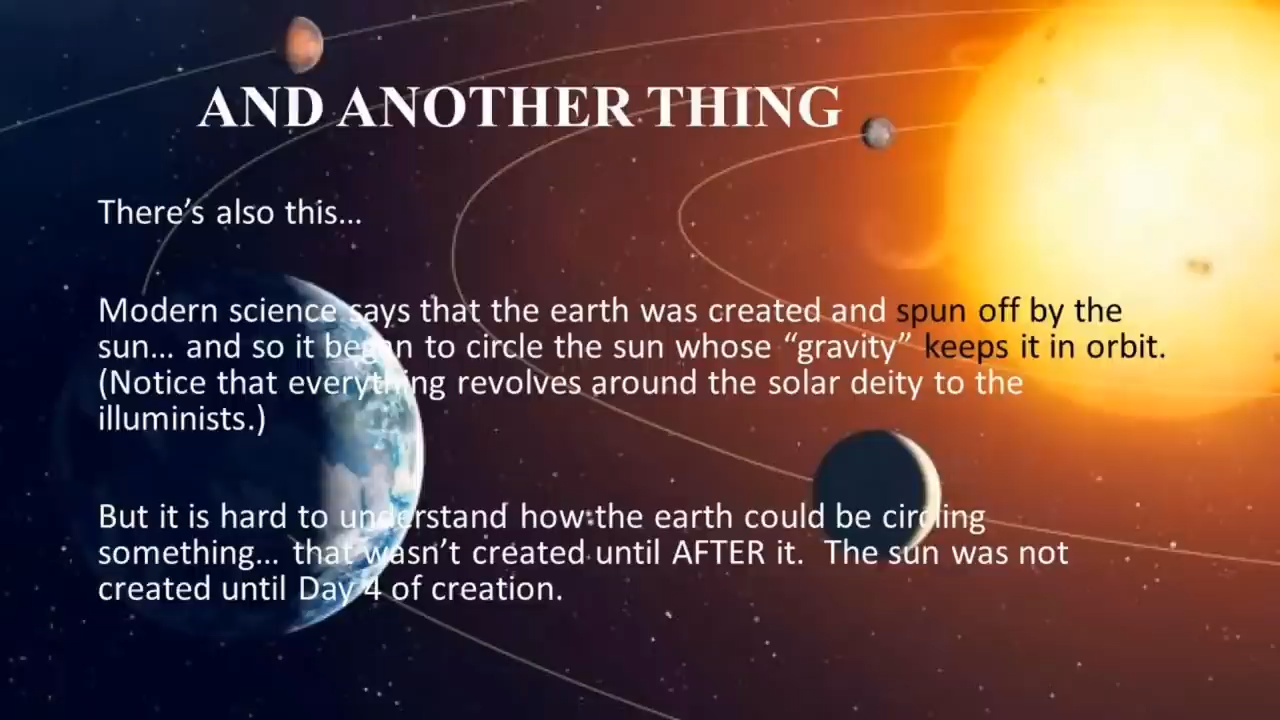 AND ANOTHER THING
There’s also this…
Modern science says that the earth was created and spun off by the
sun… and so it began to circle the sun whose “gravity” keeps it in orbit.
(Notice that everything revolves around the solar deity to the
illuminists.)
But it is hard to understand how the earth could be circling
something… that wasn’t created until AFTER it.  The sun was not
created until Day 4 of creation.